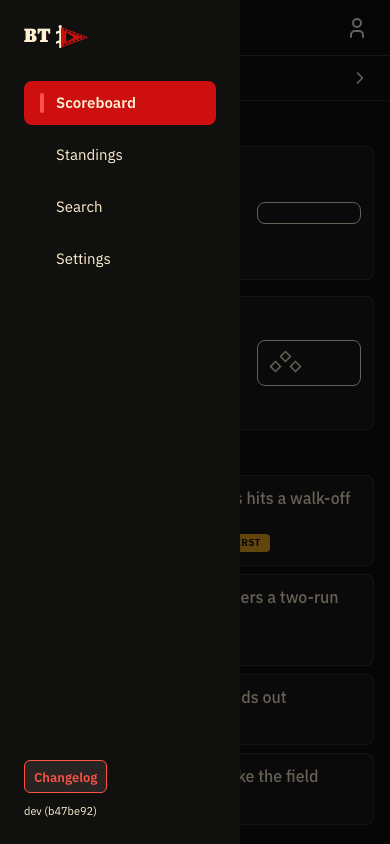 BT
Scoreboard
Standings
Search
Settings
s hits a walk-off
RST
ers a two-run
ds out
ke the field
Changelog
dev (b47be92)